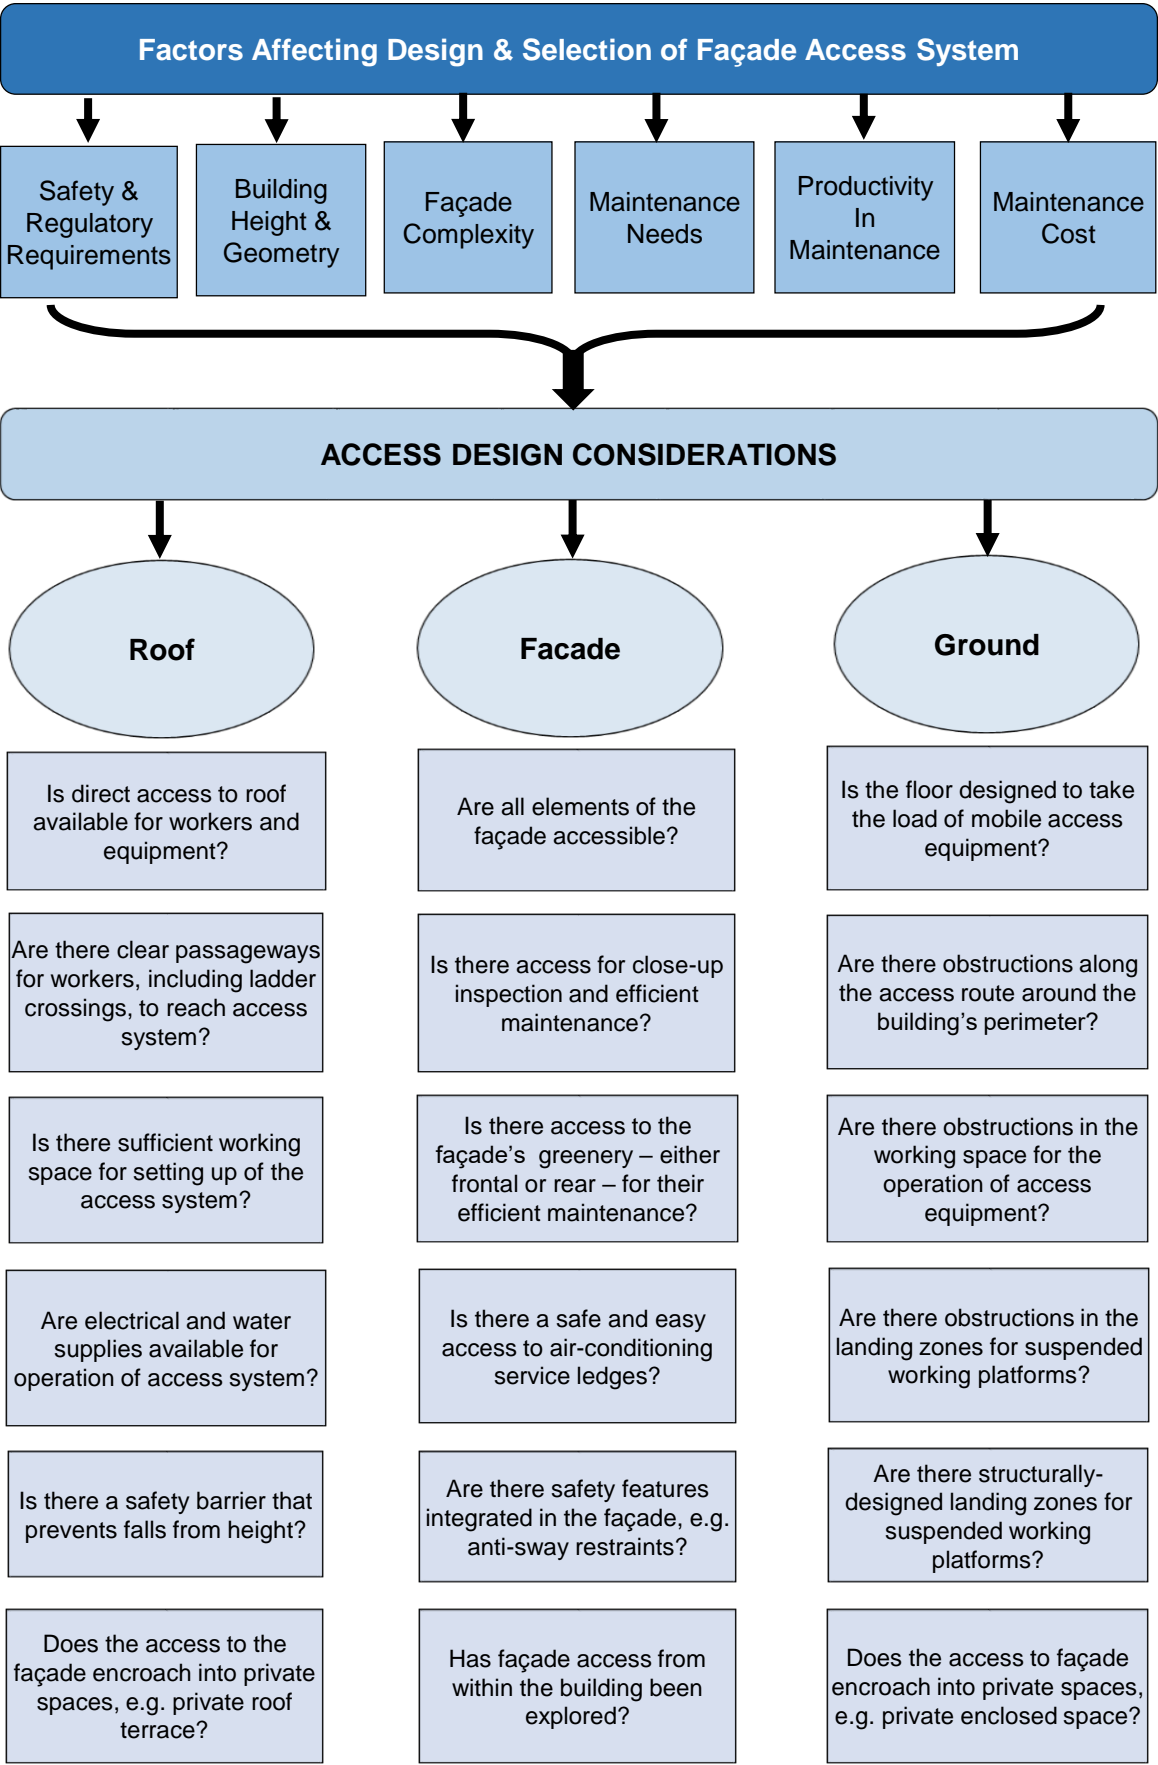 Factors Affecting Design & Selection of Façade Access System
Safety &
Regulatory
Requirements
Building
Height &
Geometry
Façade
Complexity
Maintenance
Needs
Productivity
In
Maintenance
Maintenance
Cost
ACCESS DESIGN CONSIDERATIONS
Roof
Is direct access to roof
available for workers and
equipment?
Are there clear passageways
for workers, including ladder
crossings, to reach access
system?
Is there sufficient working
space for setting up of the
access system?
Are electrical and water
supplies available for
operation of access system?
Is there a safety barrier that
prevents falls from height?
Does the access to the
façade encroach into private
spaces, e.g. private roof
terrace?
Facade
Are all elements of the
façade accessible?
Is there access for close-up
inspection and efficient
maintenance?
Is there access to the
façade's  greenery – either
frontal or rear – for their
efficient maintenance?
Is there a safe and easy
access to air-conditioning
service ledges?
Are there safety features
integrated in the façade, e.g.
anti-sway restraints?
Has façade access from
within the building been
explored?
Ground
Is the floor designed to take
the load of mobile access
equipment?
Are there obstructions along
the access route around the
building’s perimeter?
Are there obstructions in the
working space for the
operation of access
equipment?
Are there obstructions in the
landing zones for suspended
working platforms?
Are there structurally-
designed landing zones for
suspended working
platforms?
Does the access to façade
encroach into private spaces,
e.g. private enclosed space?